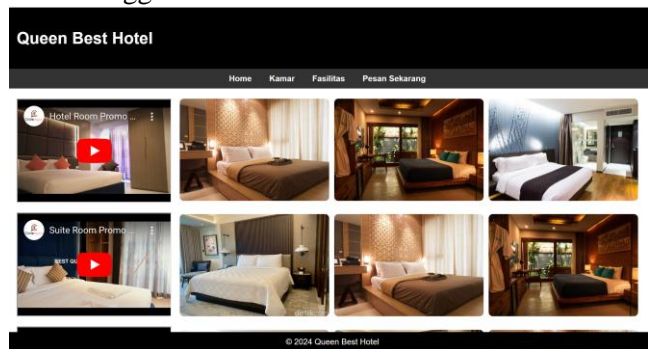 Queen Best Hotel
Home Kamar Fasilitas Pesan Sekarang
Hotel Room Promo ...
Suite Room Promo
© 2024 Queen Best Hotel